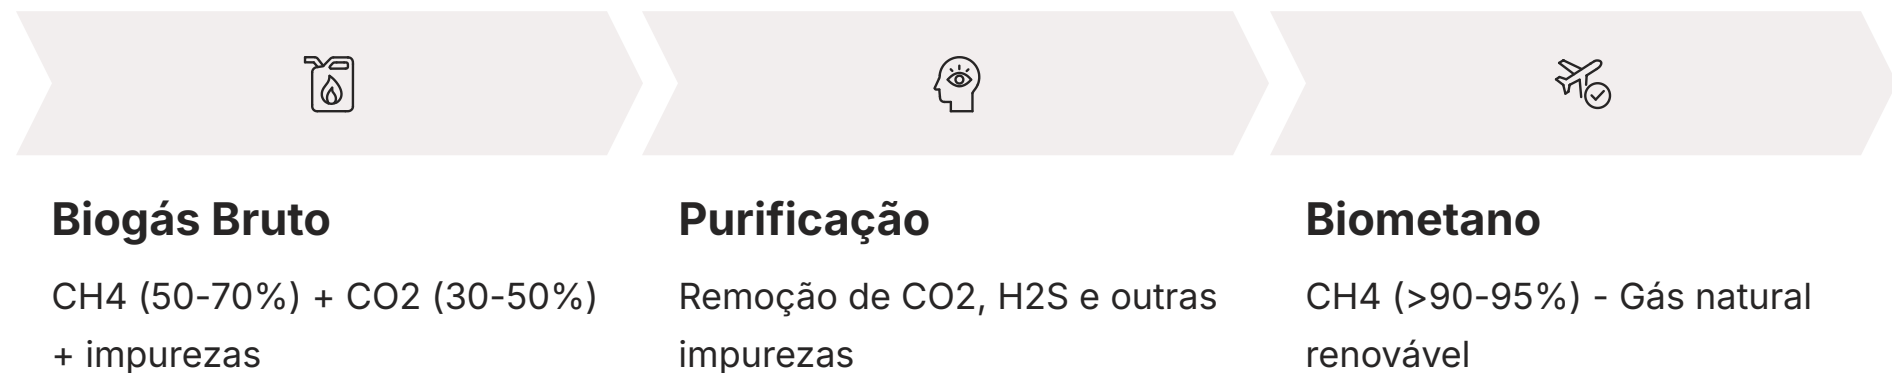 Biogás Bruto
CH4 (50-70%) + CO2 (30-50%)
+ impurezas
Purificação
Remoção de CO2, H2S e outras
impurezas
Biometano
CH4 (>90-95%) - Gás natural
renovável